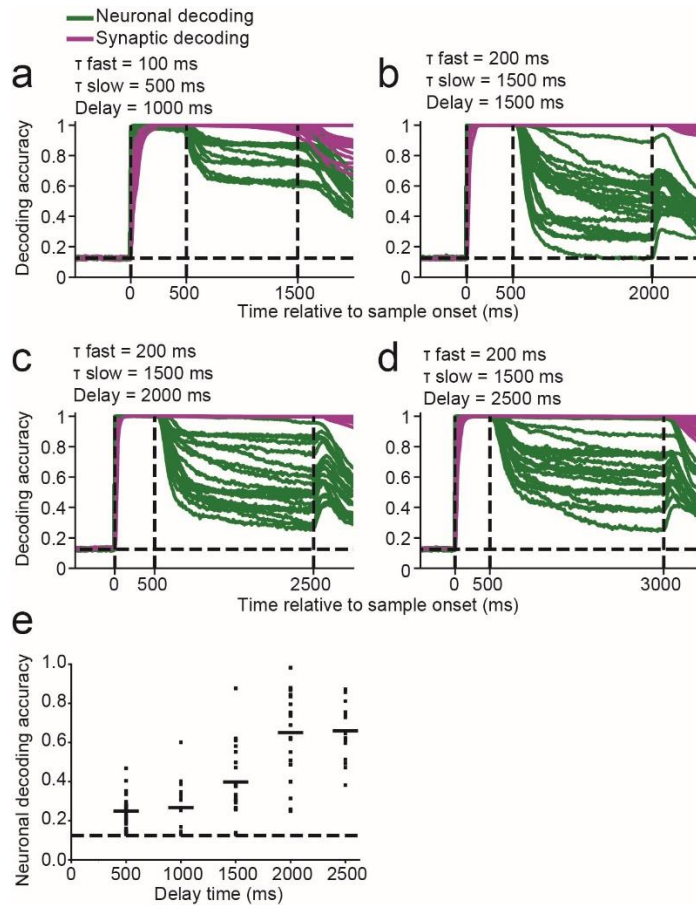 Neuronal decoding
Synaptic decoding
a
τ fast = 100 ms
τ slow = 500 ms
Delay = 1000 ms
b
τ fast = 200 ms
τ slow = 1500 ms
Delay = 1500 ms
Decoding accuracy
1
0.8
0.6
0.4
0.2
0
0 500 1500
1
0.8
0.6
0.4
0.2
0
0 500 2000
Time relative to sample onset (ms)
c
τ fast = 200 ms
τ slow = 1500 ms
Delay = 2000 ms
d
τ fast = 200 ms
τ slow = 1500 ms
Delay = 2500 ms
Decoding accuracy
1
0.8
0.6
0.4
0.2
0
0 500 2500
1
0.8
0.6
0.4
0.2
0
0 500 3000
Time relative to sample onset (ms)
e
Neuronal decoding accuracy
1.0
0.8
0.6
0.4
0.2
0.0
0 500 1000 1500 2000 2500
Delay time (ms)